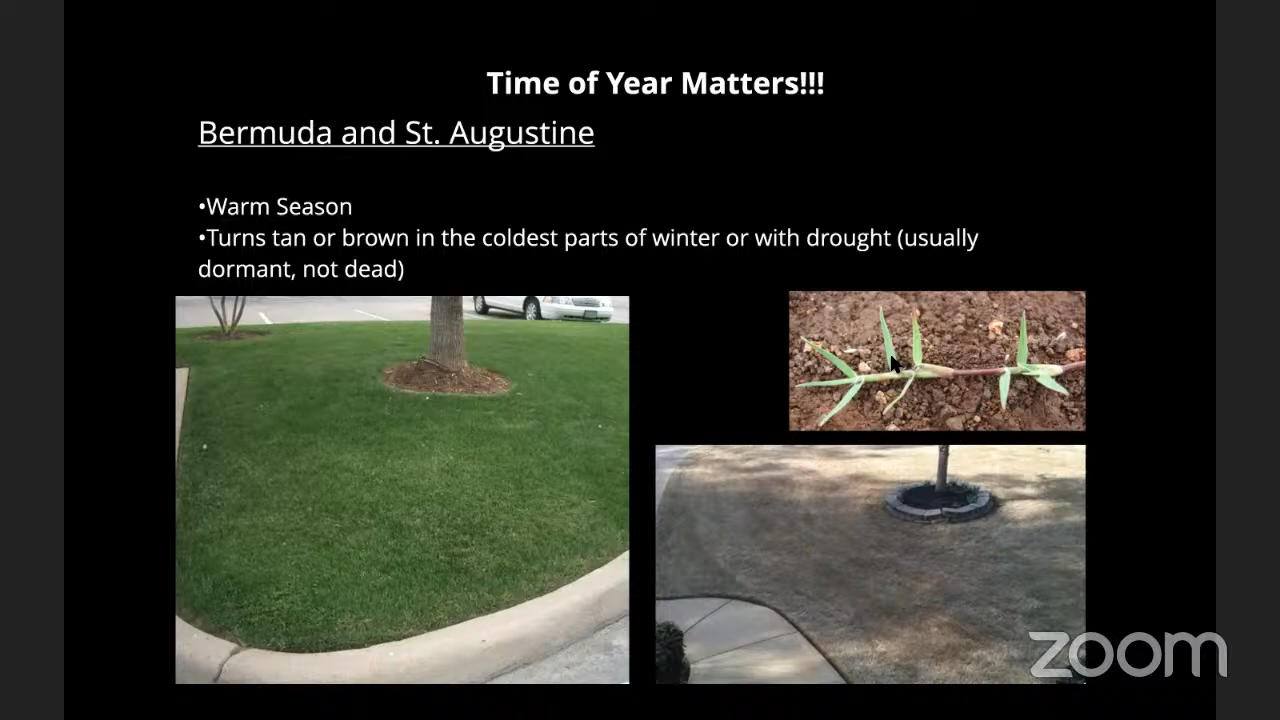 Time of Year Matters!!!
Bermuda and St. Augustine
•Warm Season
•Turns tan or brown in the coldest parts of winter or with drought (usually
dormant, not dead)
zoom